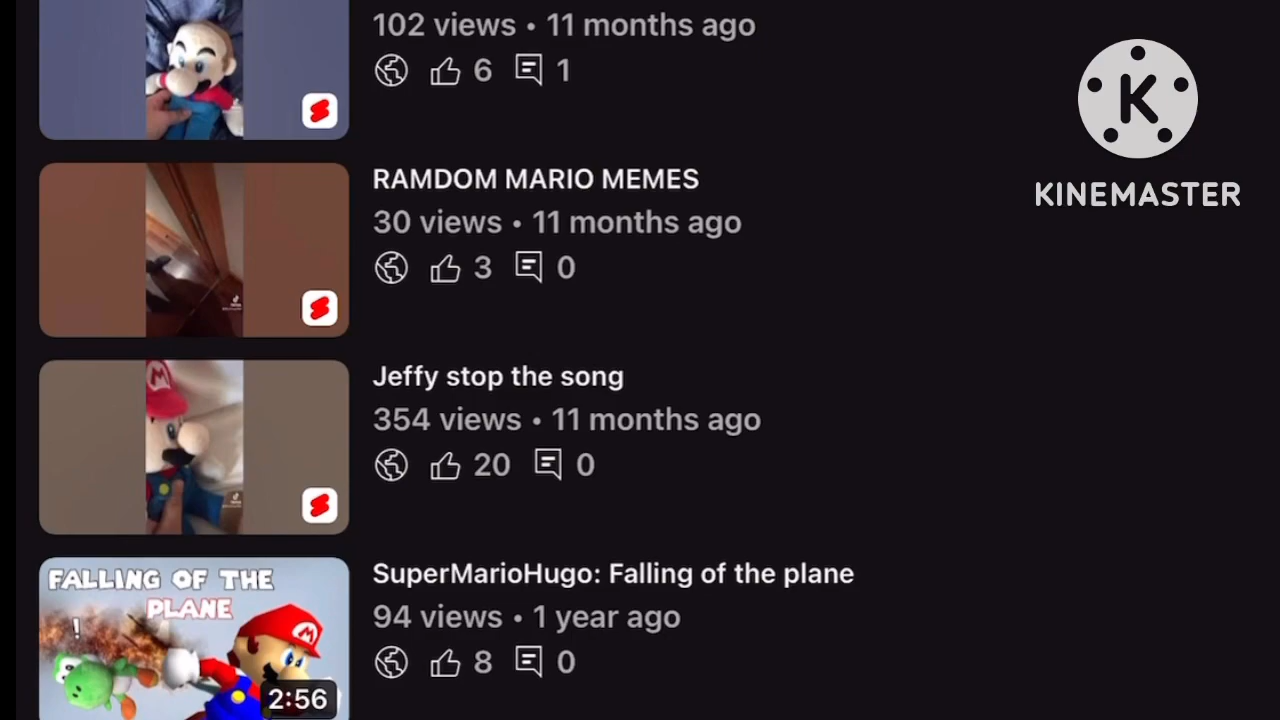 102 views • 11 months ago
6 1
K
KINEMASTER
RAMDOM MARIO MEMES
30 views • 11 months ago
3 0
Jeffy stop the song
354 views • 11 months ago
20 0
M
SuperMarioHugo: Falling of the plane
94 views • 1 year ago
8 0
FALLING OF THE
PLANE
!
M
2:56